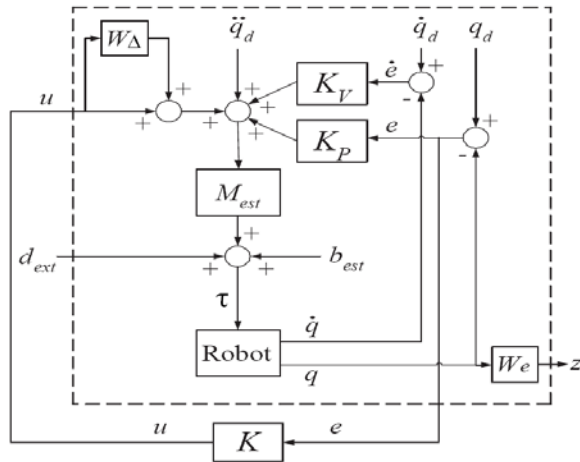 W_Δ
q̈_d
q̇_d
q_d
+
+
u
+
+
+
+
+
+
K_V
ė
-
+
K_P
e
-
M_est
+
d_ext
+
+
b_est
τ
q̇
Robot
q
W_e
z
u
K
e